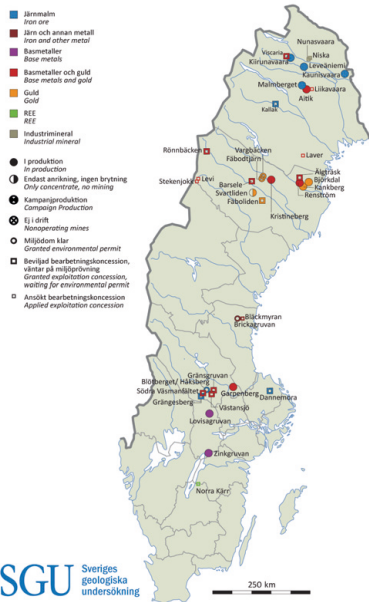 Järnmalm
Iron ore
Järn och annan metall
Iron and other metal
Basmetaller
Base metals
Basmetaller och guld
Base metals and gold
Guld
Gold
REE
REE
Industrimineral
Industrial mineral
I produktion
In production
Endast anrikning, ingen brytning
Only concentrate, no mining
Kampanjproduktion
Campaign Production
Ej i drift
Nonoperating mines
Miljödom klar
Granted environmental permit
Beviljad bearbetningskoncession,
väntar på miljöprövning
Granted exploitation concession,
waiting for environmental permit
Ansökt bearbetningskoncession
Applied exploitation concession
Nunasvaara
Viscaria
Niska
Kiirunavaara
Leveäniemi
Kaunisvaara
Malmberget
Liikavaara
Aitik
Kallak
Rönnbäcken
Vargbäcken
Laver
Fäbodtjärn
Älgträsk
Stekenjokk
Levi
Barsele
Björkdal
Svartliden
Kankberg
Fäboliden
Renström
Kristineberg
Bläckmyran
Brickagruvan
Gränsgruvan
Blötberget/ Håksberg
Södra Väsmanfältet
Garpenberg
Dannemora
Grängesberg
Västansjö
Lovisagruvan
Zinkgruvan
Norra Kärr
SGU
Sveriges
geologiska
undersökning
250 km